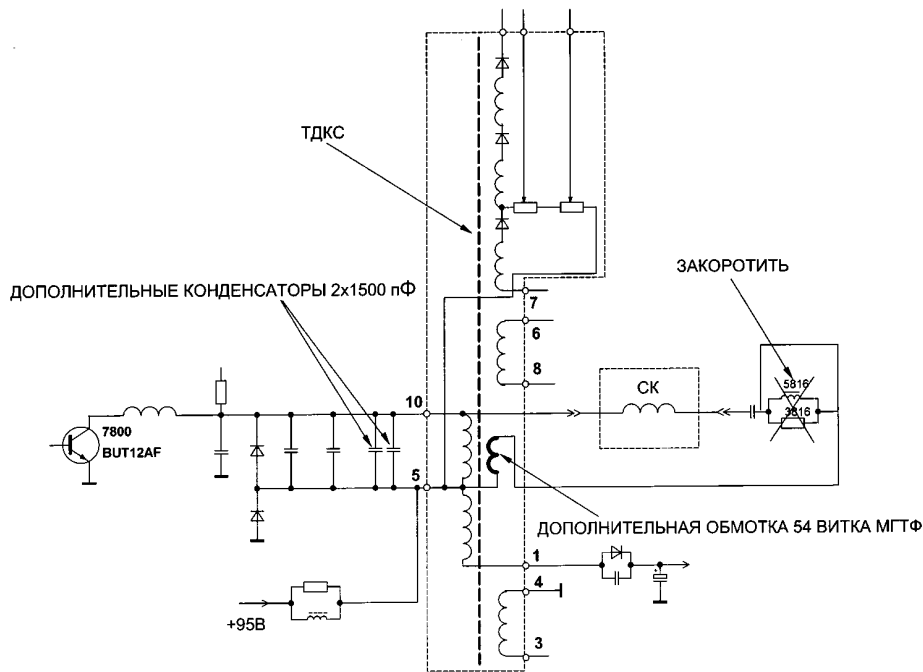 ТДКС
ЗАКОРОТИТЬ
ДОПОЛНИТЕЛЬНЫЕ КОНДЕНСАТОРЫ 2x1500 пФ
7
6
8
5816
3816
СК
10
7800
BUT12AF
5
ДОПОЛНИТЕЛЬНАЯ ОБМОТКА 54 ВИТКА МГТФ
1
4
+95В
3